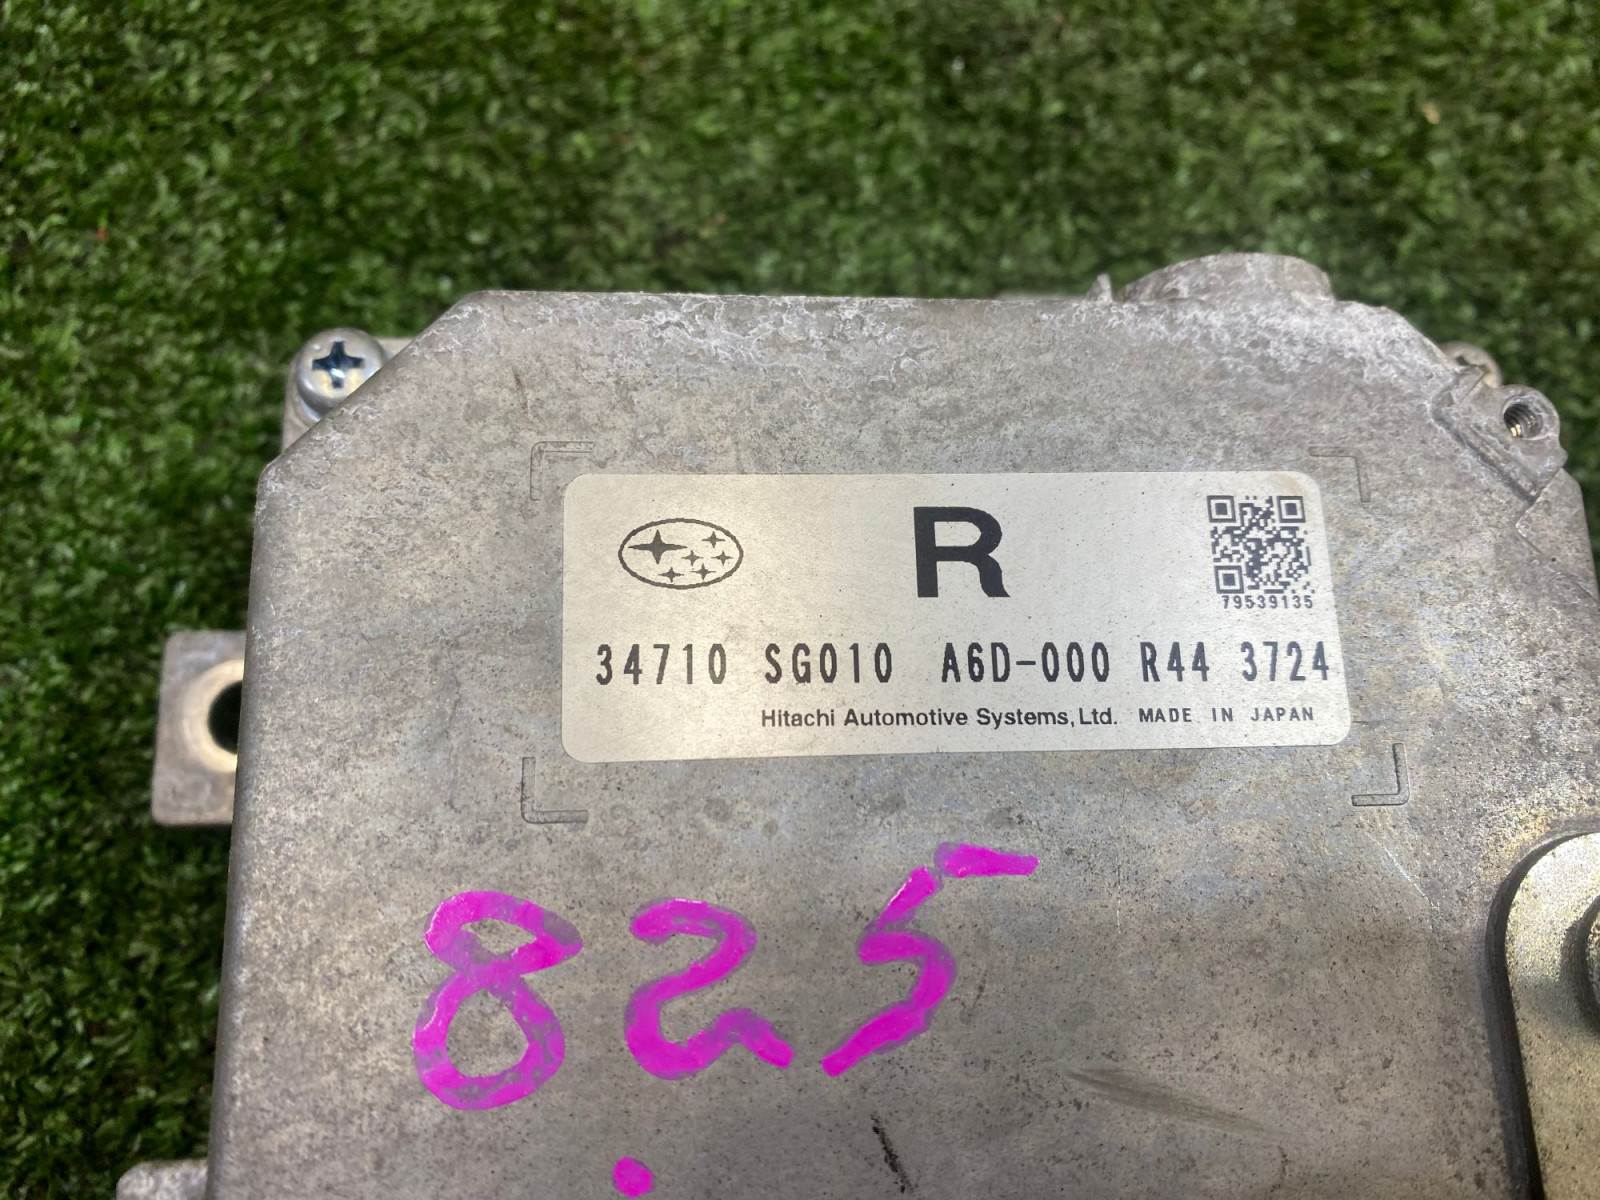 R
79539135
34710 SG010 A6D-000 R44 3724
Hitachi Automotive Systems, Ltd. MADE IN JAPAN
825